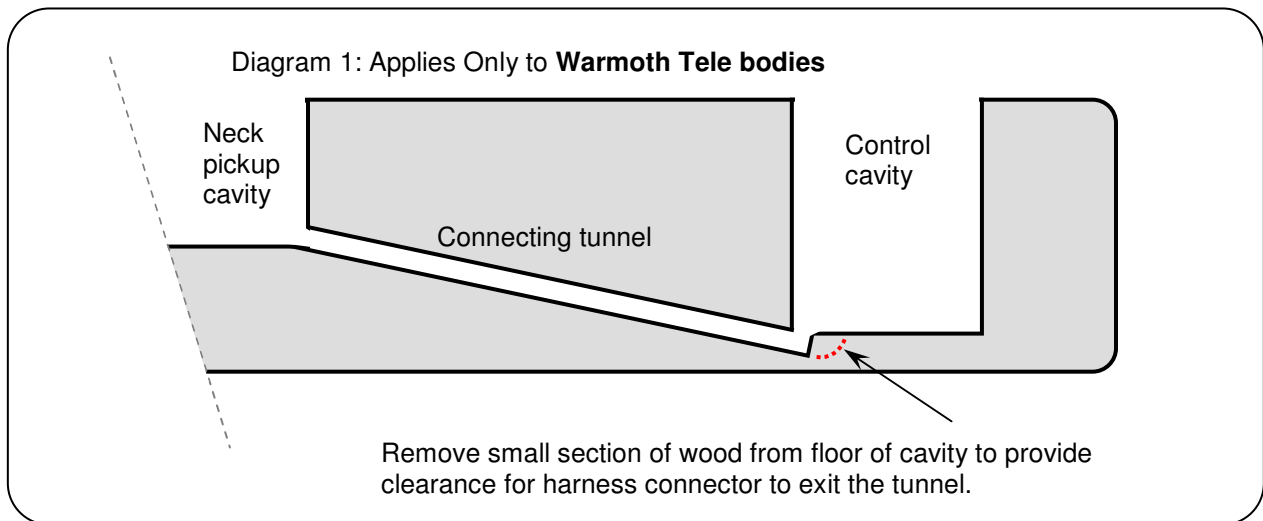 Diagram 1: Applies Only to Warmoth Tele bodies
Neck
pickup
cavity
Control
cavity
Connecting tunnel
Remove small section of wood from floor of cavity to provide
clearance for harness connector to exit the tunnel.